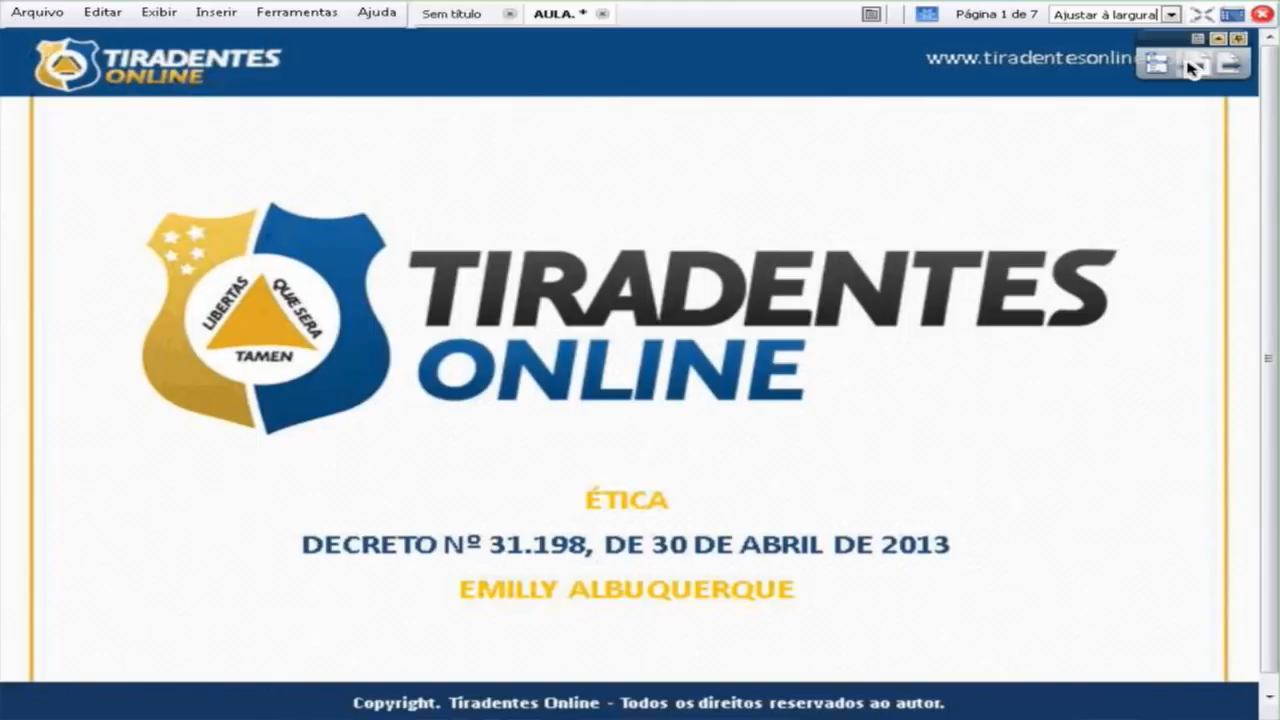 Arquivo Editar Exibir Inserir Ferramentas Ajuda Sem título AULA. * Página 1 de 7 Ajustar à largura
TIRADENTES
ONLINE
www.tiradentesonlin
LIBERTAS QUE SERA TAMEN
TIRADENTES
ONLINE
ÉTICA
DECRETO Nº 31.198, DE 30 DE ABRIL DE 2013
EMILLY ALBUQUERQUE
Copyright. Tiradentes Online - Todos os direitos reservados ao autor.